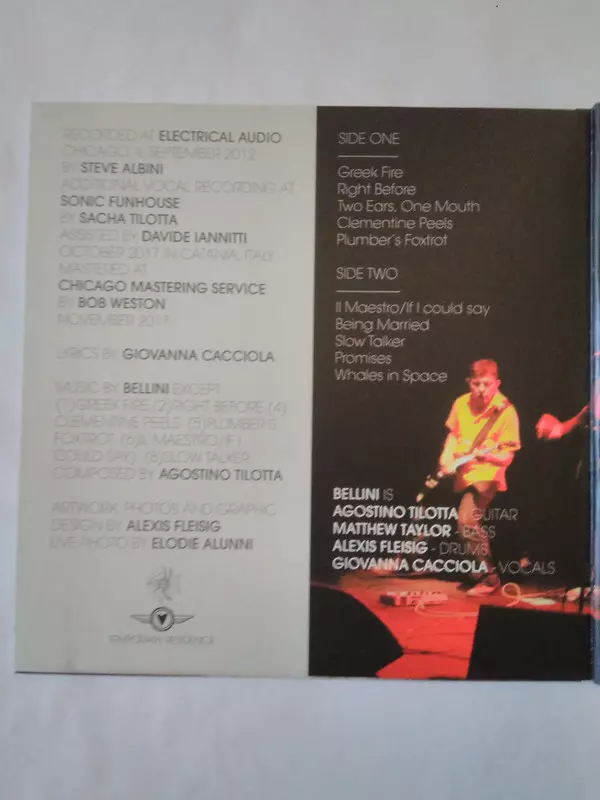 RECORDED AT ELECTRICAL AUDIO
CHICAGO, IL SEPTEMBER 2012
BY STEVE ALBINI
ADDITIONAL VOCAL RECORDING AT
SONIC FUNHOUSE
BY SACHA TILOTTA
ASSISTED BY DAVIDE IANNITTI
OCTOBER 2017 IN CATANIA, ITALY
MASTERED AT
CHICAGO MASTERING SERVICE
BY BOB WESTON
NOVEMBER 2017
LYRICS BY GIOVANNA CACCIOLA
MUSIC BY BELLINI EXCEPT
(1)GREEK FIRE (2)RIGHT BEFORE (4)
CLEMENTINE PEELS (5)PLUMBER'S
FOXTROT (6)IL MAESTRO/IF I
COULD SAY) (8)SLOW TALKER
COMPOSED BY AGOSTINO TILOTTA
ARTWORK, PHOTOS AND GRAPHIC
DESIGN BY ALEXIS FLEISIG
LIVE PHOTO BY ELODIE ALUNNI
TEMPORARY RESIDENCE
SIDE ONE
Greek Fire
Right Before
Two Ears, One Mouth
Clementine Peels
Plumber's Foxtrot
SIDE TWO
Il Maestro/If I could say
Being Married
Slow Talker
Promises
Whales in Space
BELLINI IS
AGOSTINO TILOTTA - GUITAR
MATTHEW TAYLOR - BASS
ALEXIS FLEISIG - DRUMS
GIOVANNA CACCIOLA - VOCALS